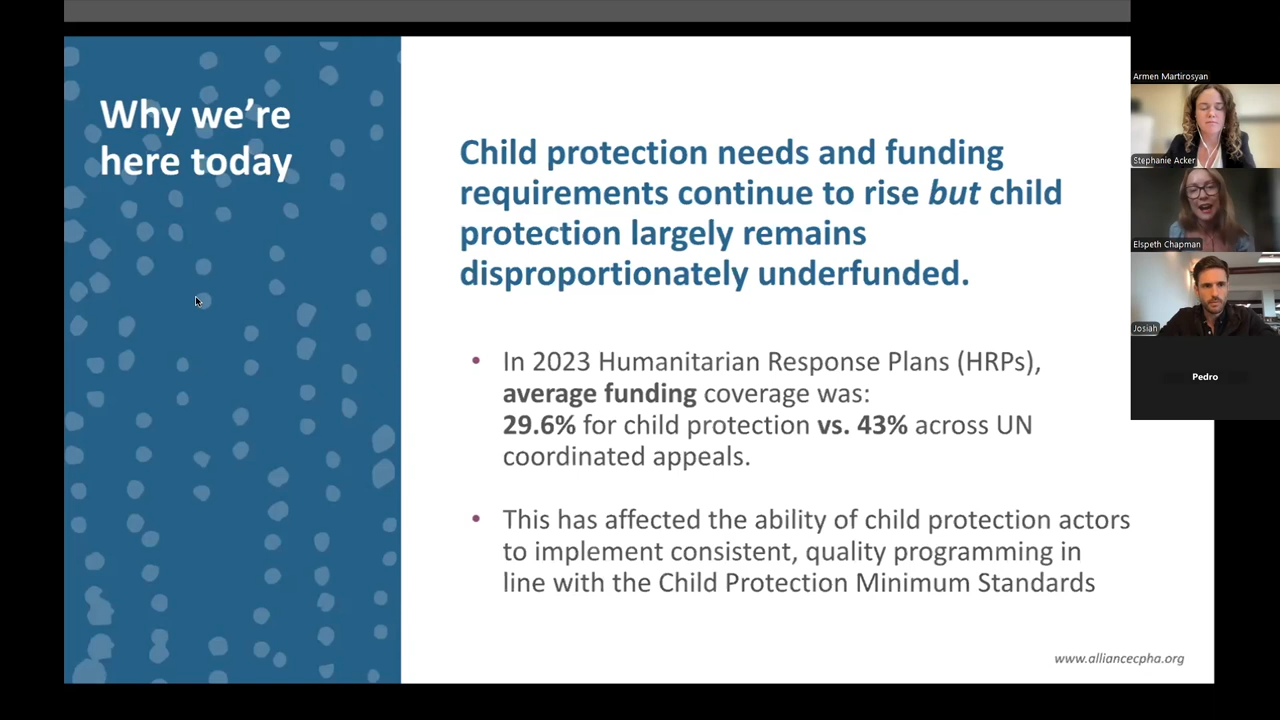 Why we're
here today
Child protection needs and funding
requirements continue to rise but child
protection largely remains
disproportionately underfunded.
• In 2023 Humanitarian Response Plans (HRPs),
average funding coverage was:
29.6% for child protection vs. 43% across UN
coordinated appeals.
• This has affected the ability of child protection actors
to implement consistent, quality programming in
line with the Child Protection Minimum Standards
www.alliancecpha.org
Armen Martirosyan
Stephanie Acker
Elspeth Chapman
Josiah
Pedro